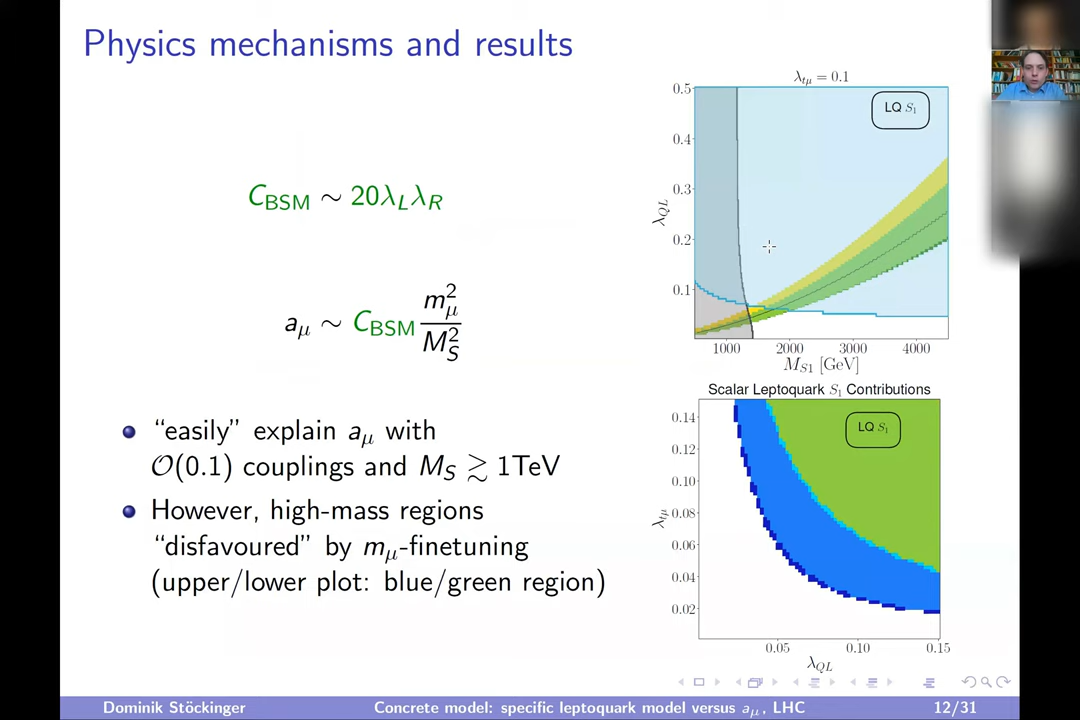 Physics mechanisms and results
C_BSM ∼ 20λ_Lλ_R
a_μ ∼ C_BSM m_μ^2 / M_S^2
“easily” explain a_μ with
𝒪(0.1) couplings and M_S ≳ 1TeV
However, high-mass regions
“disfavoured” by m_μ-finetuning
(upper/lower plot: blue/green region)
λ_tμ = 0.1
LQ S_1
λ_QL
0.5
0.4
0.3
0.2
0.1
1000 2000 3000 4000
M_S1 [GeV]
Scalar Leptoquark S_1 Contributions
LQ S_1
λ_tμ
0.14
0.12
0.10
0.08
0.06
0.04
0.02
0.05 0.10 0.15
λ_QL
Dominik Stöckinger Concrete model: specific leptoquark model versus a_μ, LHC 12/31